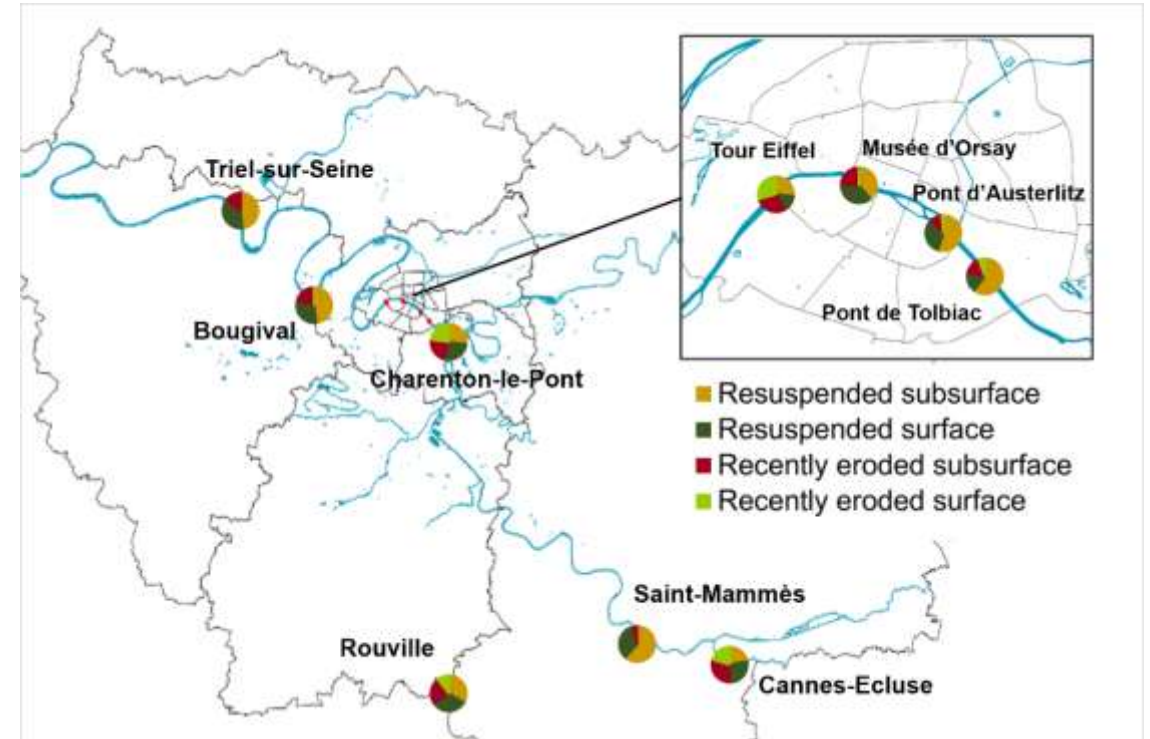 Tour Eiffel
Musée d'Orsay
Pont d'Austerlitz
Pont de Tolbiac
Triel-sur-Seine
Bougival
Charenton-le-Pont
Resuspended subsurface
Resuspended surface
Recently eroded subsurface
Recently eroded surface
Saint-Mammès
Rouville
Cannes-Ecluse